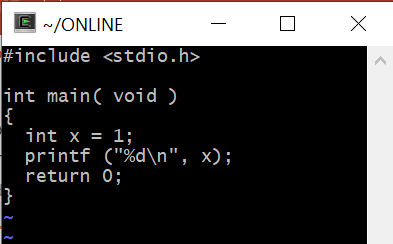 ~/ONLINE
#include <stdio.h>

int main( void )
{
  int x = 1;
  printf ("%d\n", x);
  return 0;
}
~
~